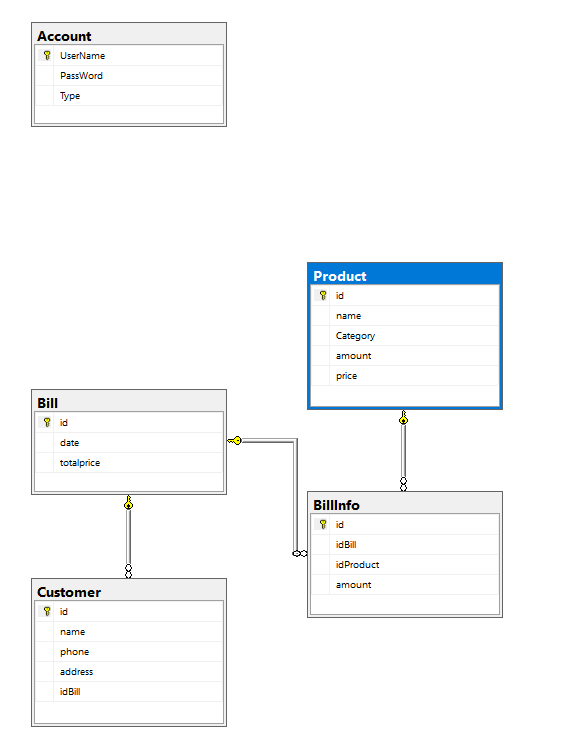 Account
UserName
PassWord
Type
Product
id
name
Category
amount
price
Bill
id
date
totalprice
BillInfo
id
idBill
idProduct
amount
Customer
id
name
phone
address
idBill